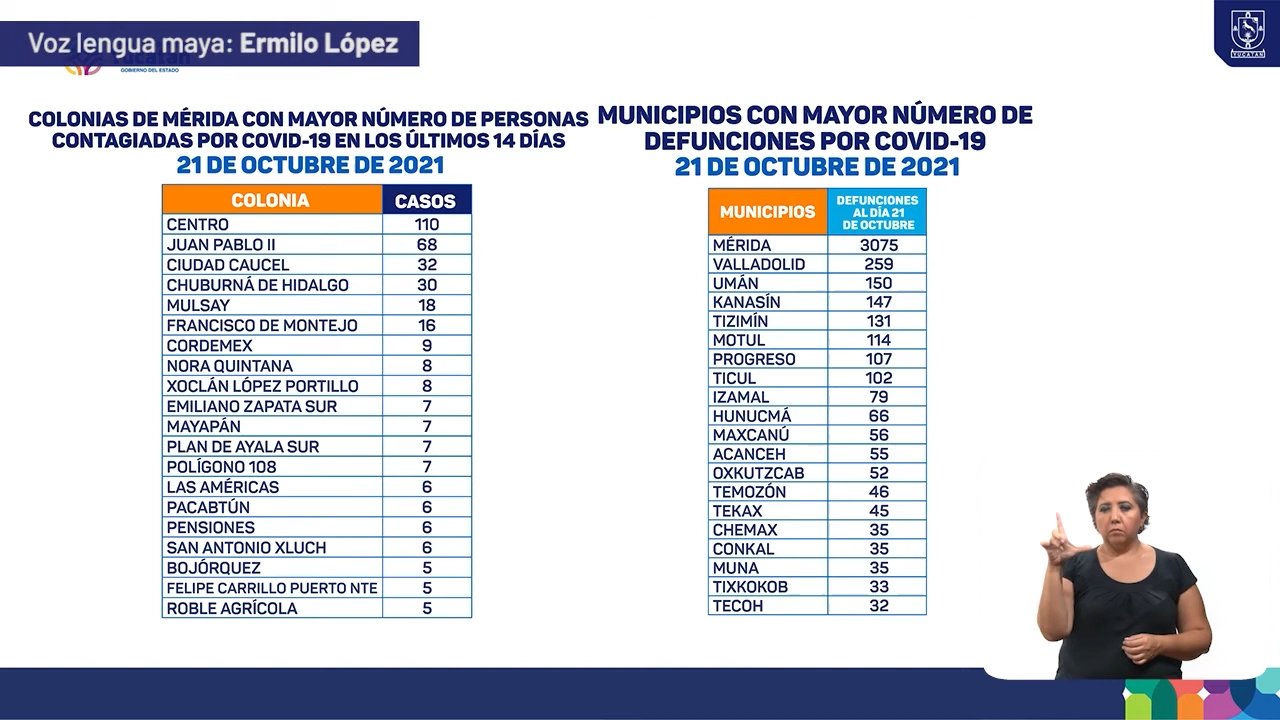 Voz lengua maya: Ermilo López
GOBIERNO DEL ESTADO
YUCATÁN
COLONIAS DE MÉRIDA CON MAYOR NÚMERO DE PERSONAS
CONTAGIADAS POR COVID-19 EN LOS ÚLTIMOS 14 DÍAS
21 DE OCTUBRE DE 2021
COLONIA CASOS
CENTRO 110
JUAN PABLO II 68
CIUDAD CAUCEL 32
CHUBURNÁ DE HIDALGO 30
MULSAY 18
FRANCISCO DE MONTEJO 16
CORDEMEX 9
NORA QUINTANA 8
XOCLÁN LÓPEZ PORTILLO 8
EMILIANO ZAPATA SUR 7
MAYAPÁN 7
PLAN DE AYALA SUR 7
POLÍGONO 108 7
LAS AMÉRICAS 6
PACABTÚN 6
PENSIONES 6
SAN ANTONIO XLUCH 6
BOJÓRQUEZ 5
FELIPE CARRILLO PUERTO NTE 5
ROBLE AGRÍCOLA 5
MUNICIPIOS CON MAYOR NÚMERO DE
DEFUNCIONES POR COVID-19
21 DE OCTUBRE DE 2021
MUNICIPIOS
DEFUNCIONES
AL DÍA 21
DE OCTUBRE
MÉRIDA 3075
VALLADOLID 259
UMÁN 150
KANASÍN 147
TIZIMÍN 131
MOTUL 114
PROGRESO 107
TICUL 102
IZAMAL 79
HUNUCMÁ 66
MAXCANÚ 56
ACANCEH 55
OXKUTZCAB 52
TEMOZÓN 46
TEKAX 45
CHEMAX 35
CONKAL 35
MUNA 35
TIXKOKOB 33
TECOH 32